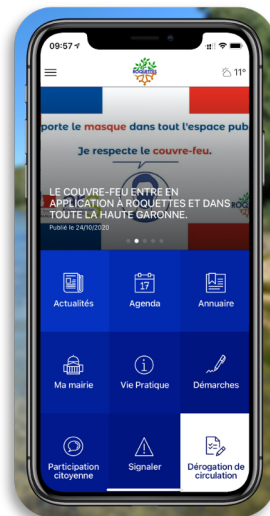 09:57
ROQUETTES
11°
porte le masque dans tout l'espace pub
Je respecte le couvre-feu.
LE COUVRE-FEU ENTRE EN
APPLICATION À ROQUETTES ET DANS
TOUTE LA HAUTE GARONNE.
Publié le 24/10/2020
17
Actualités
Agenda
Annuaire
Ma mairie
Vie Pratique
Démarches
Participation
citoyenne
Signaler
Dérogation de
circulation